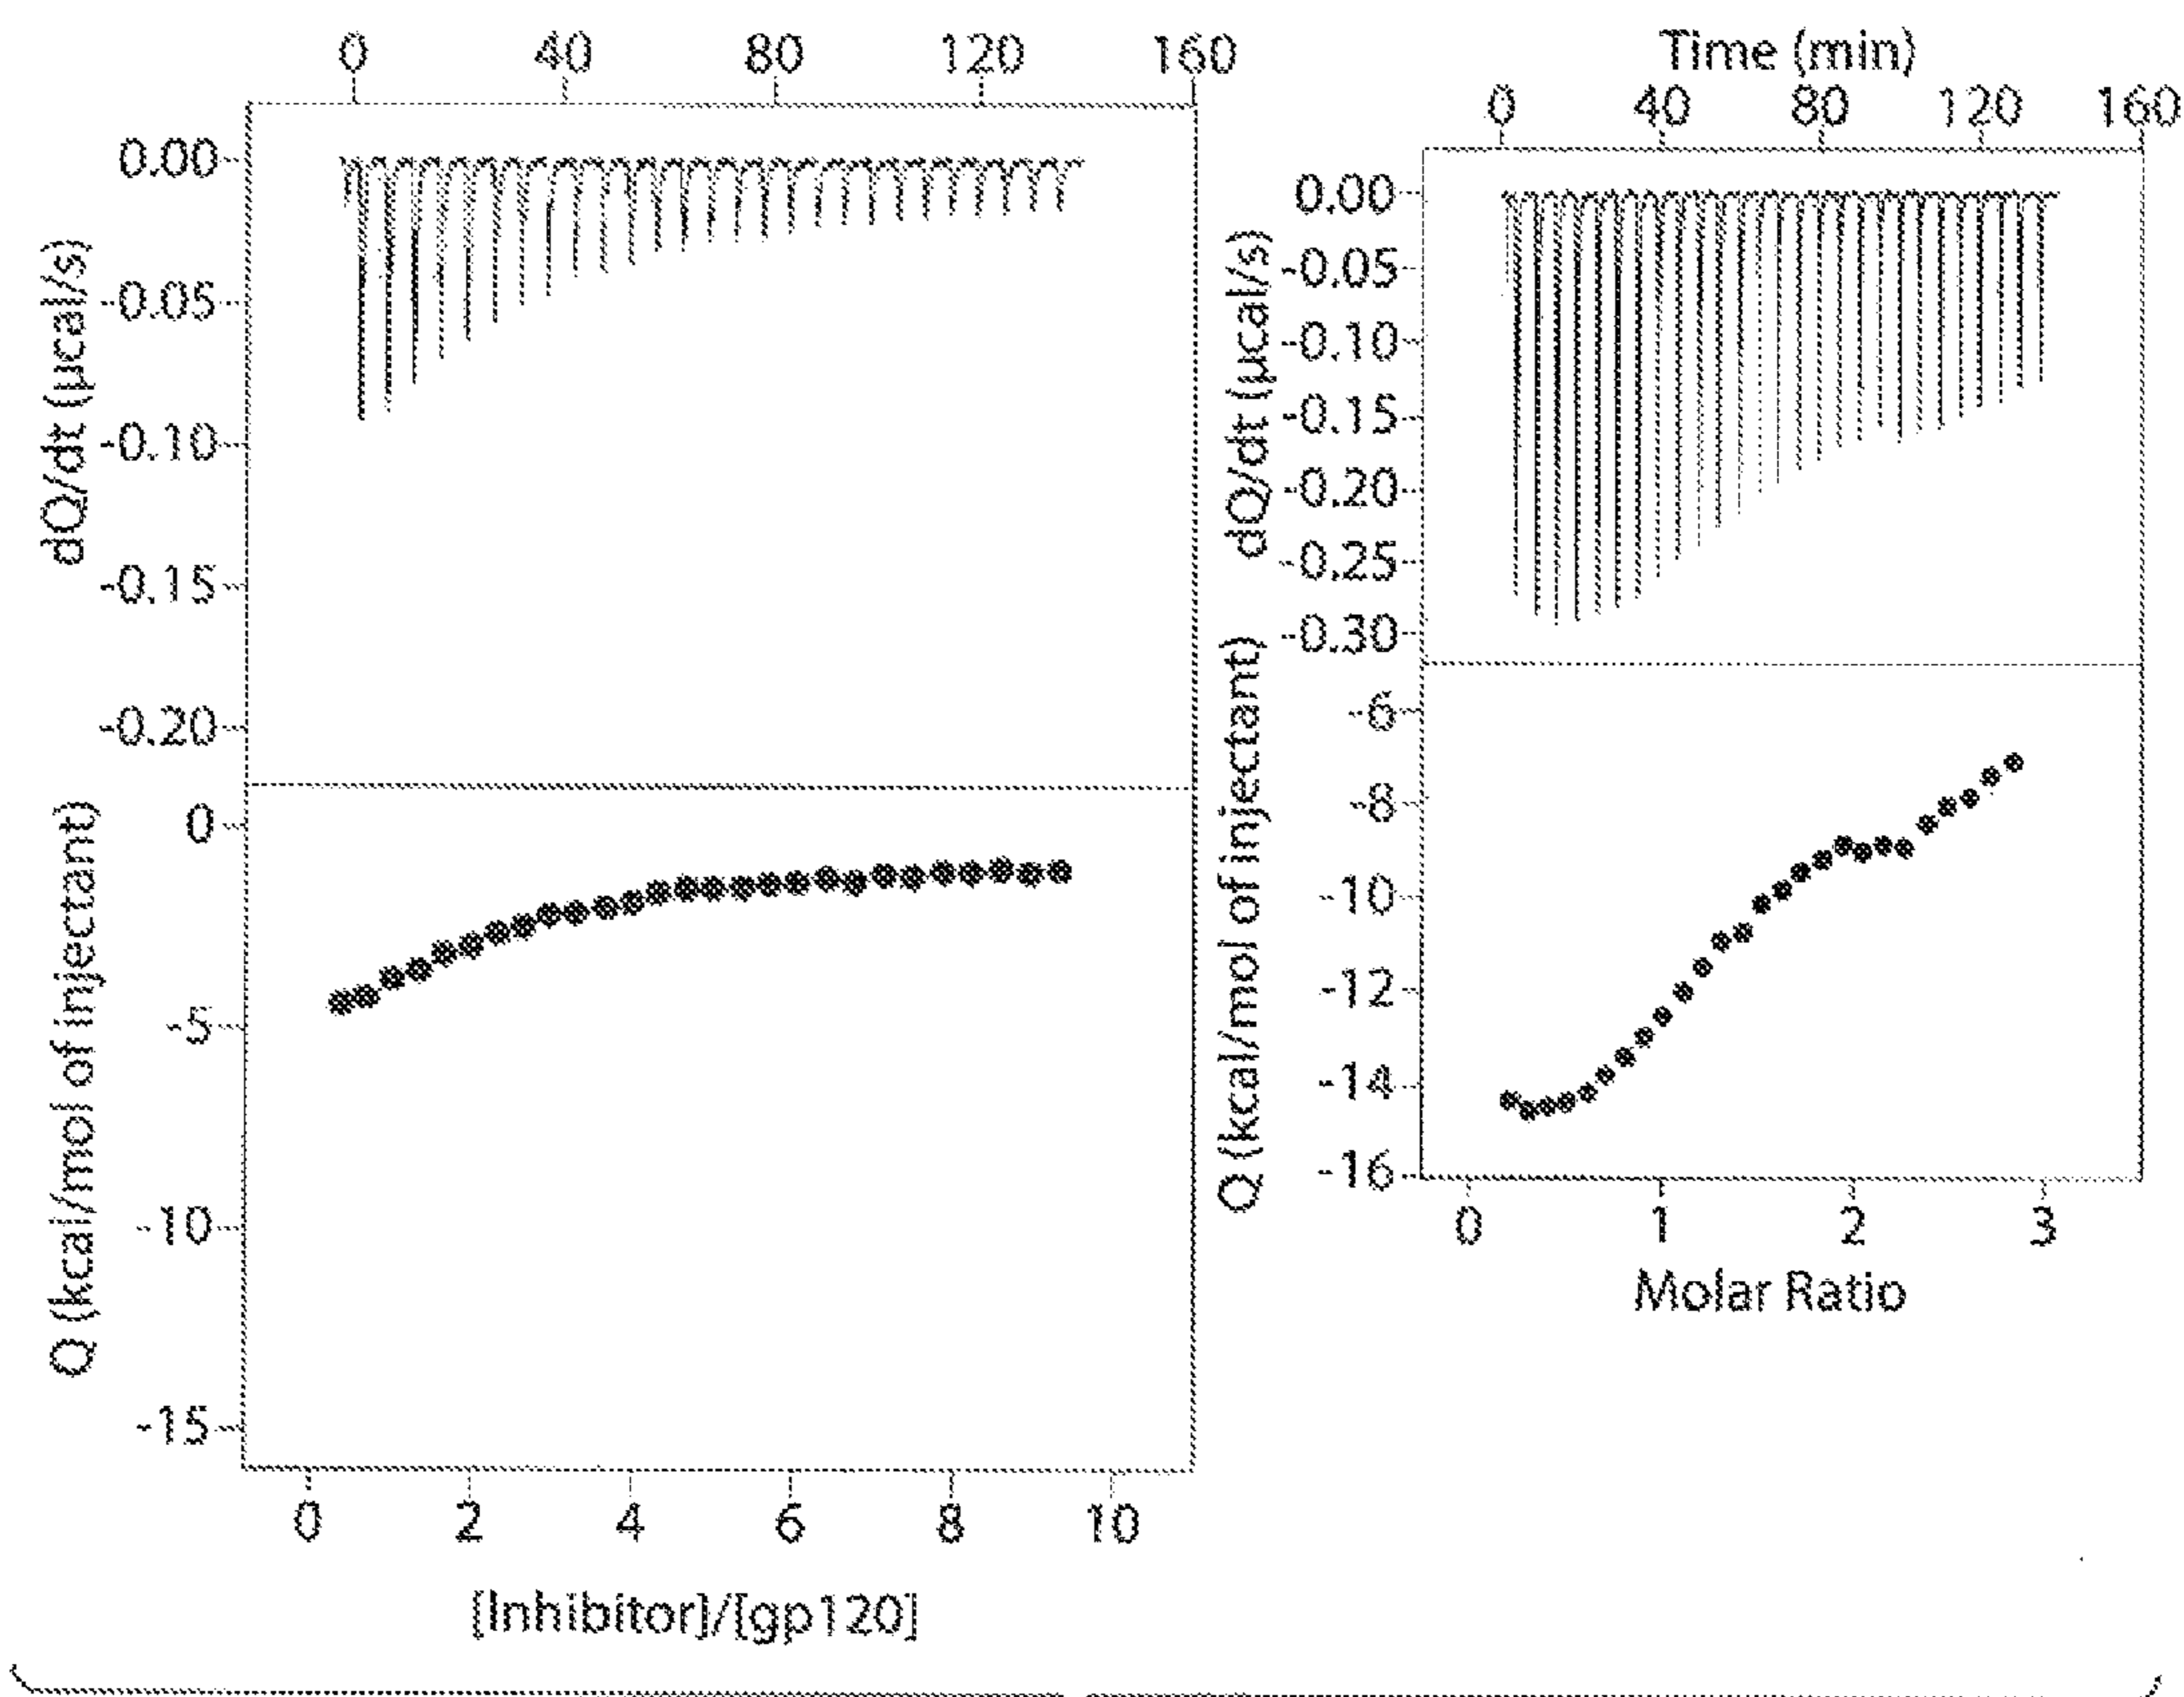 0 40 80 120 160
0.00
-0.05
-0.10
-0.15
-0.20
dQ/dt (µcal/s)
0
-5
-10
-15
Q (kcal/mol of injectant)
0 2 4 6 8 10
[Inhibitor]/[gp120]
Time (min)
0 40 80 120 160
0.00
-0.05
-0.10
-0.15
-0.20
-0.25
-0.30
dQ/dt (µcal/s)
-6
-8
-10
-12
-14
-16
Q (kcal/mol of injectant)
0 1 2 3
Molar Ratio